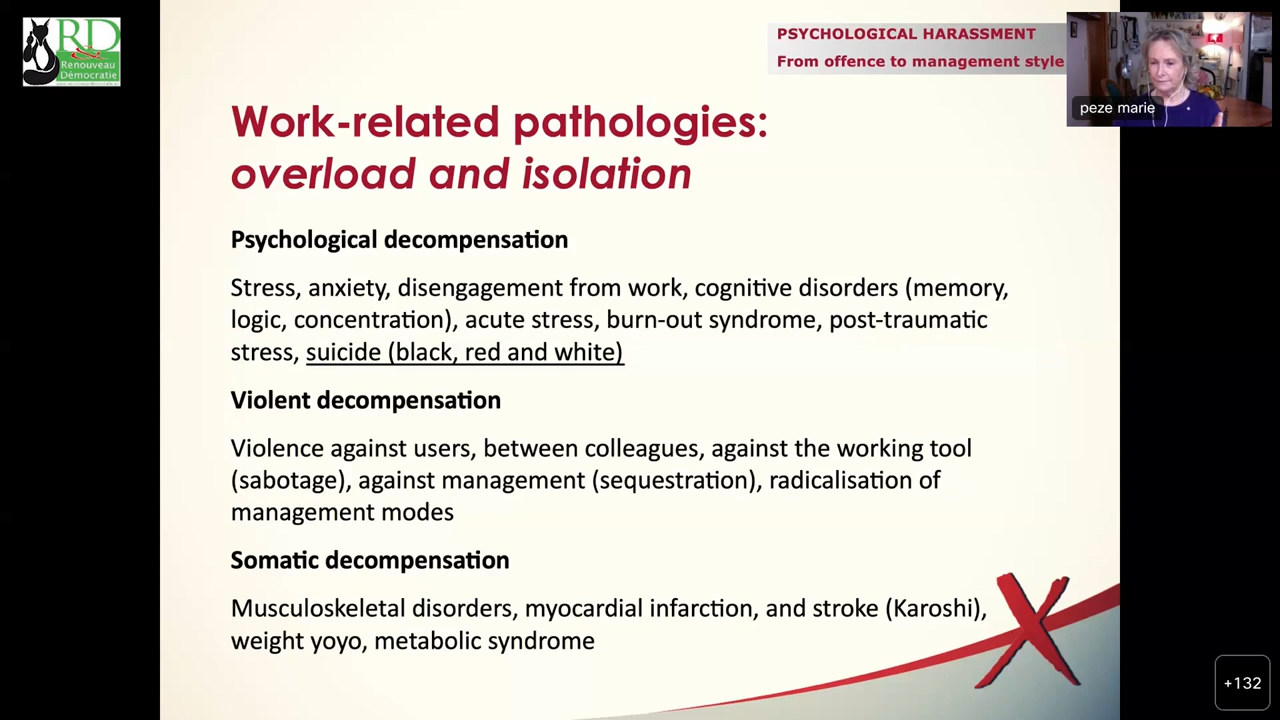 RD
Renouveau
Démocratie
PSYCHOLOGICAL HARASSMENT
From offence to management style
peze marie
Work-related pathologies:
overload and isolation
Psychological decompensation
Stress, anxiety, disengagement from work, cognitive disorders (memory,
logic, concentration), acute stress, burn-out syndrome, post-traumatic
stress, suicide (black, red and white)
Violent decompensation
Violence against users, between colleagues, against the working tool
(sabotage), against management (sequestration), radicalisation of
management modes
Somatic decompensation
Musculoskeletal disorders, myocardial infarction, and stroke (Karoshi),
weight yoyo, metabolic syndrome
+132